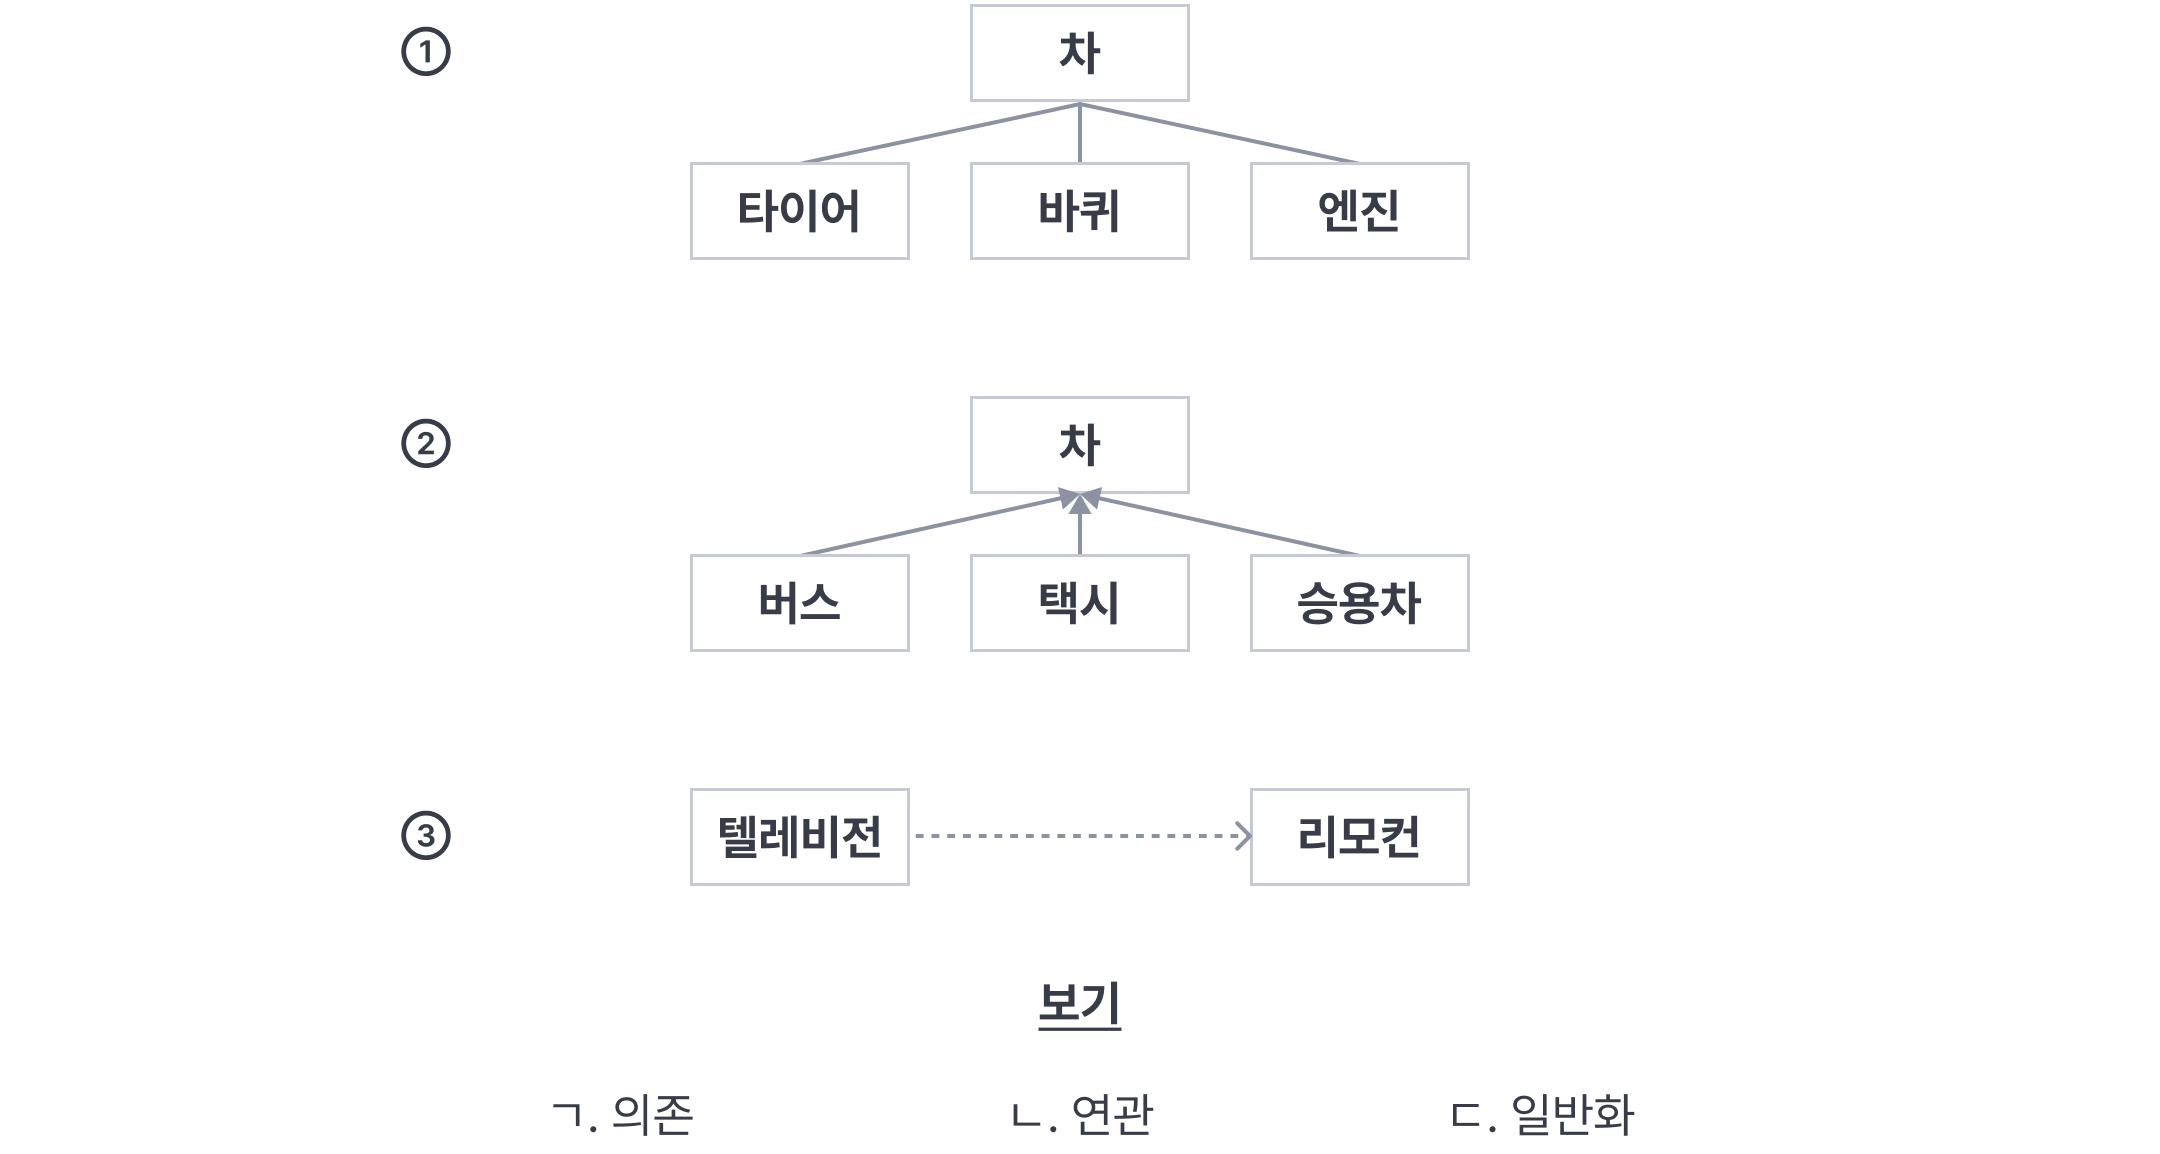 ① 차
타이어 바퀴 엔진
② 차
버스 택시 승용차
③ 텔레비전 리모컨
보기
ㄱ. 의존 ㄴ. 연관 ㄷ. 일반화